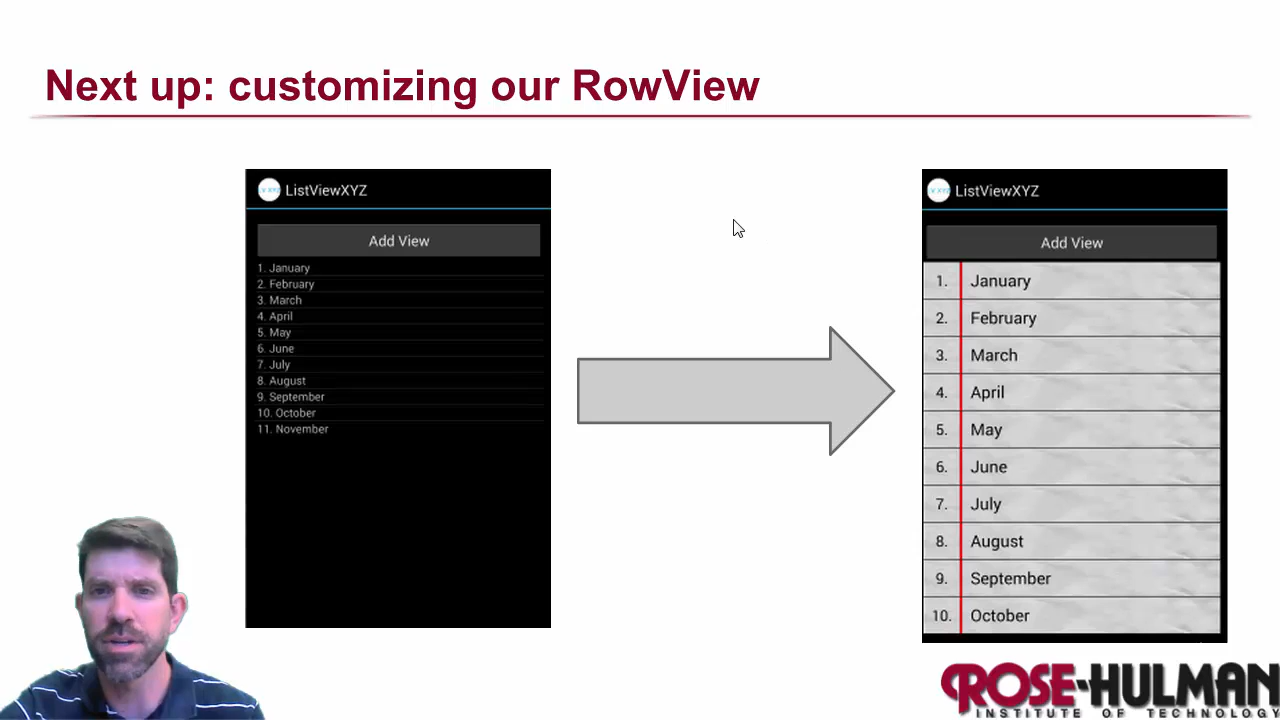 Next up: customizing our RowView
ListViewXYZ
Add View
1. January
2. February
3. March
4. April
5. May
6. June
7. July
8. August
9. September
10. October
11. November
ListViewXYZ
Add View
1. January
2. February
3. March
4. April
5. May
6. June
7. July
8. August
9. September
10. October
ROSE-HULMAN
INSTITUTE OF TECHNOLOGY